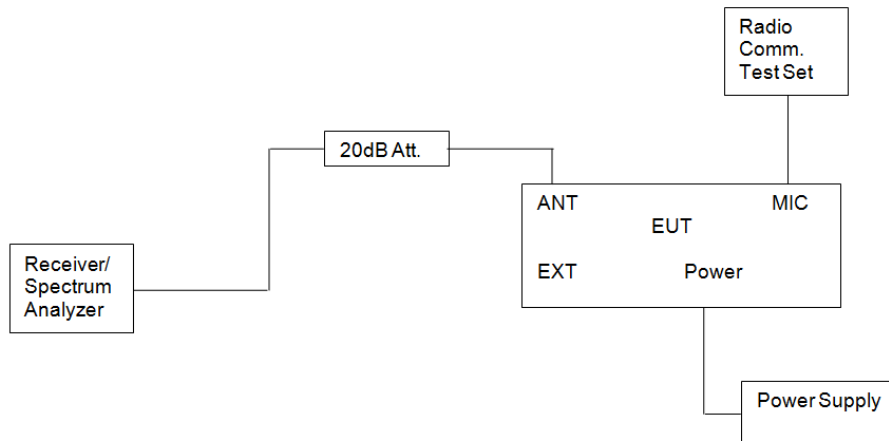 Radio
Comm.
Test Set
20dB Att.
ANT
MIC
EUT
EXT
Power
Receiver/
Spectrum
Analyzer
Power Supply